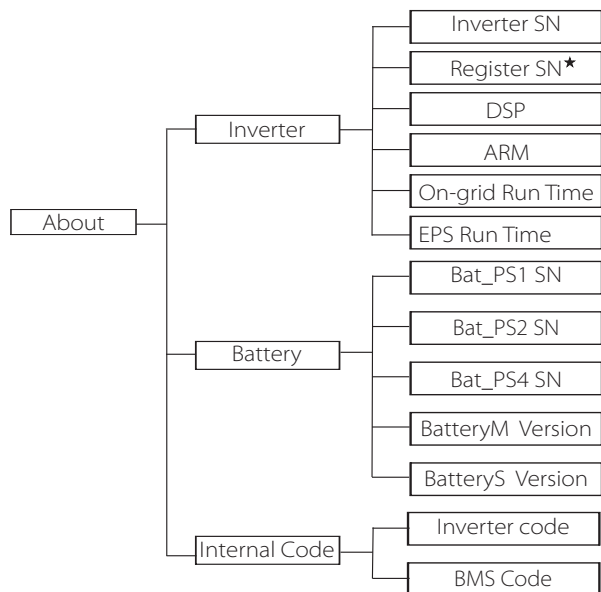 About
Inverter
Inverter SN
Register SN★
DSP
ARM
On-grid Run Time
EPS Run Time
Battery
Bat_PS1 SN
Bat_PS2 SN
Bat_PS4 SN
BatteryM Version
BatteryS Version
Internal Code
Inverter code
BMS Code